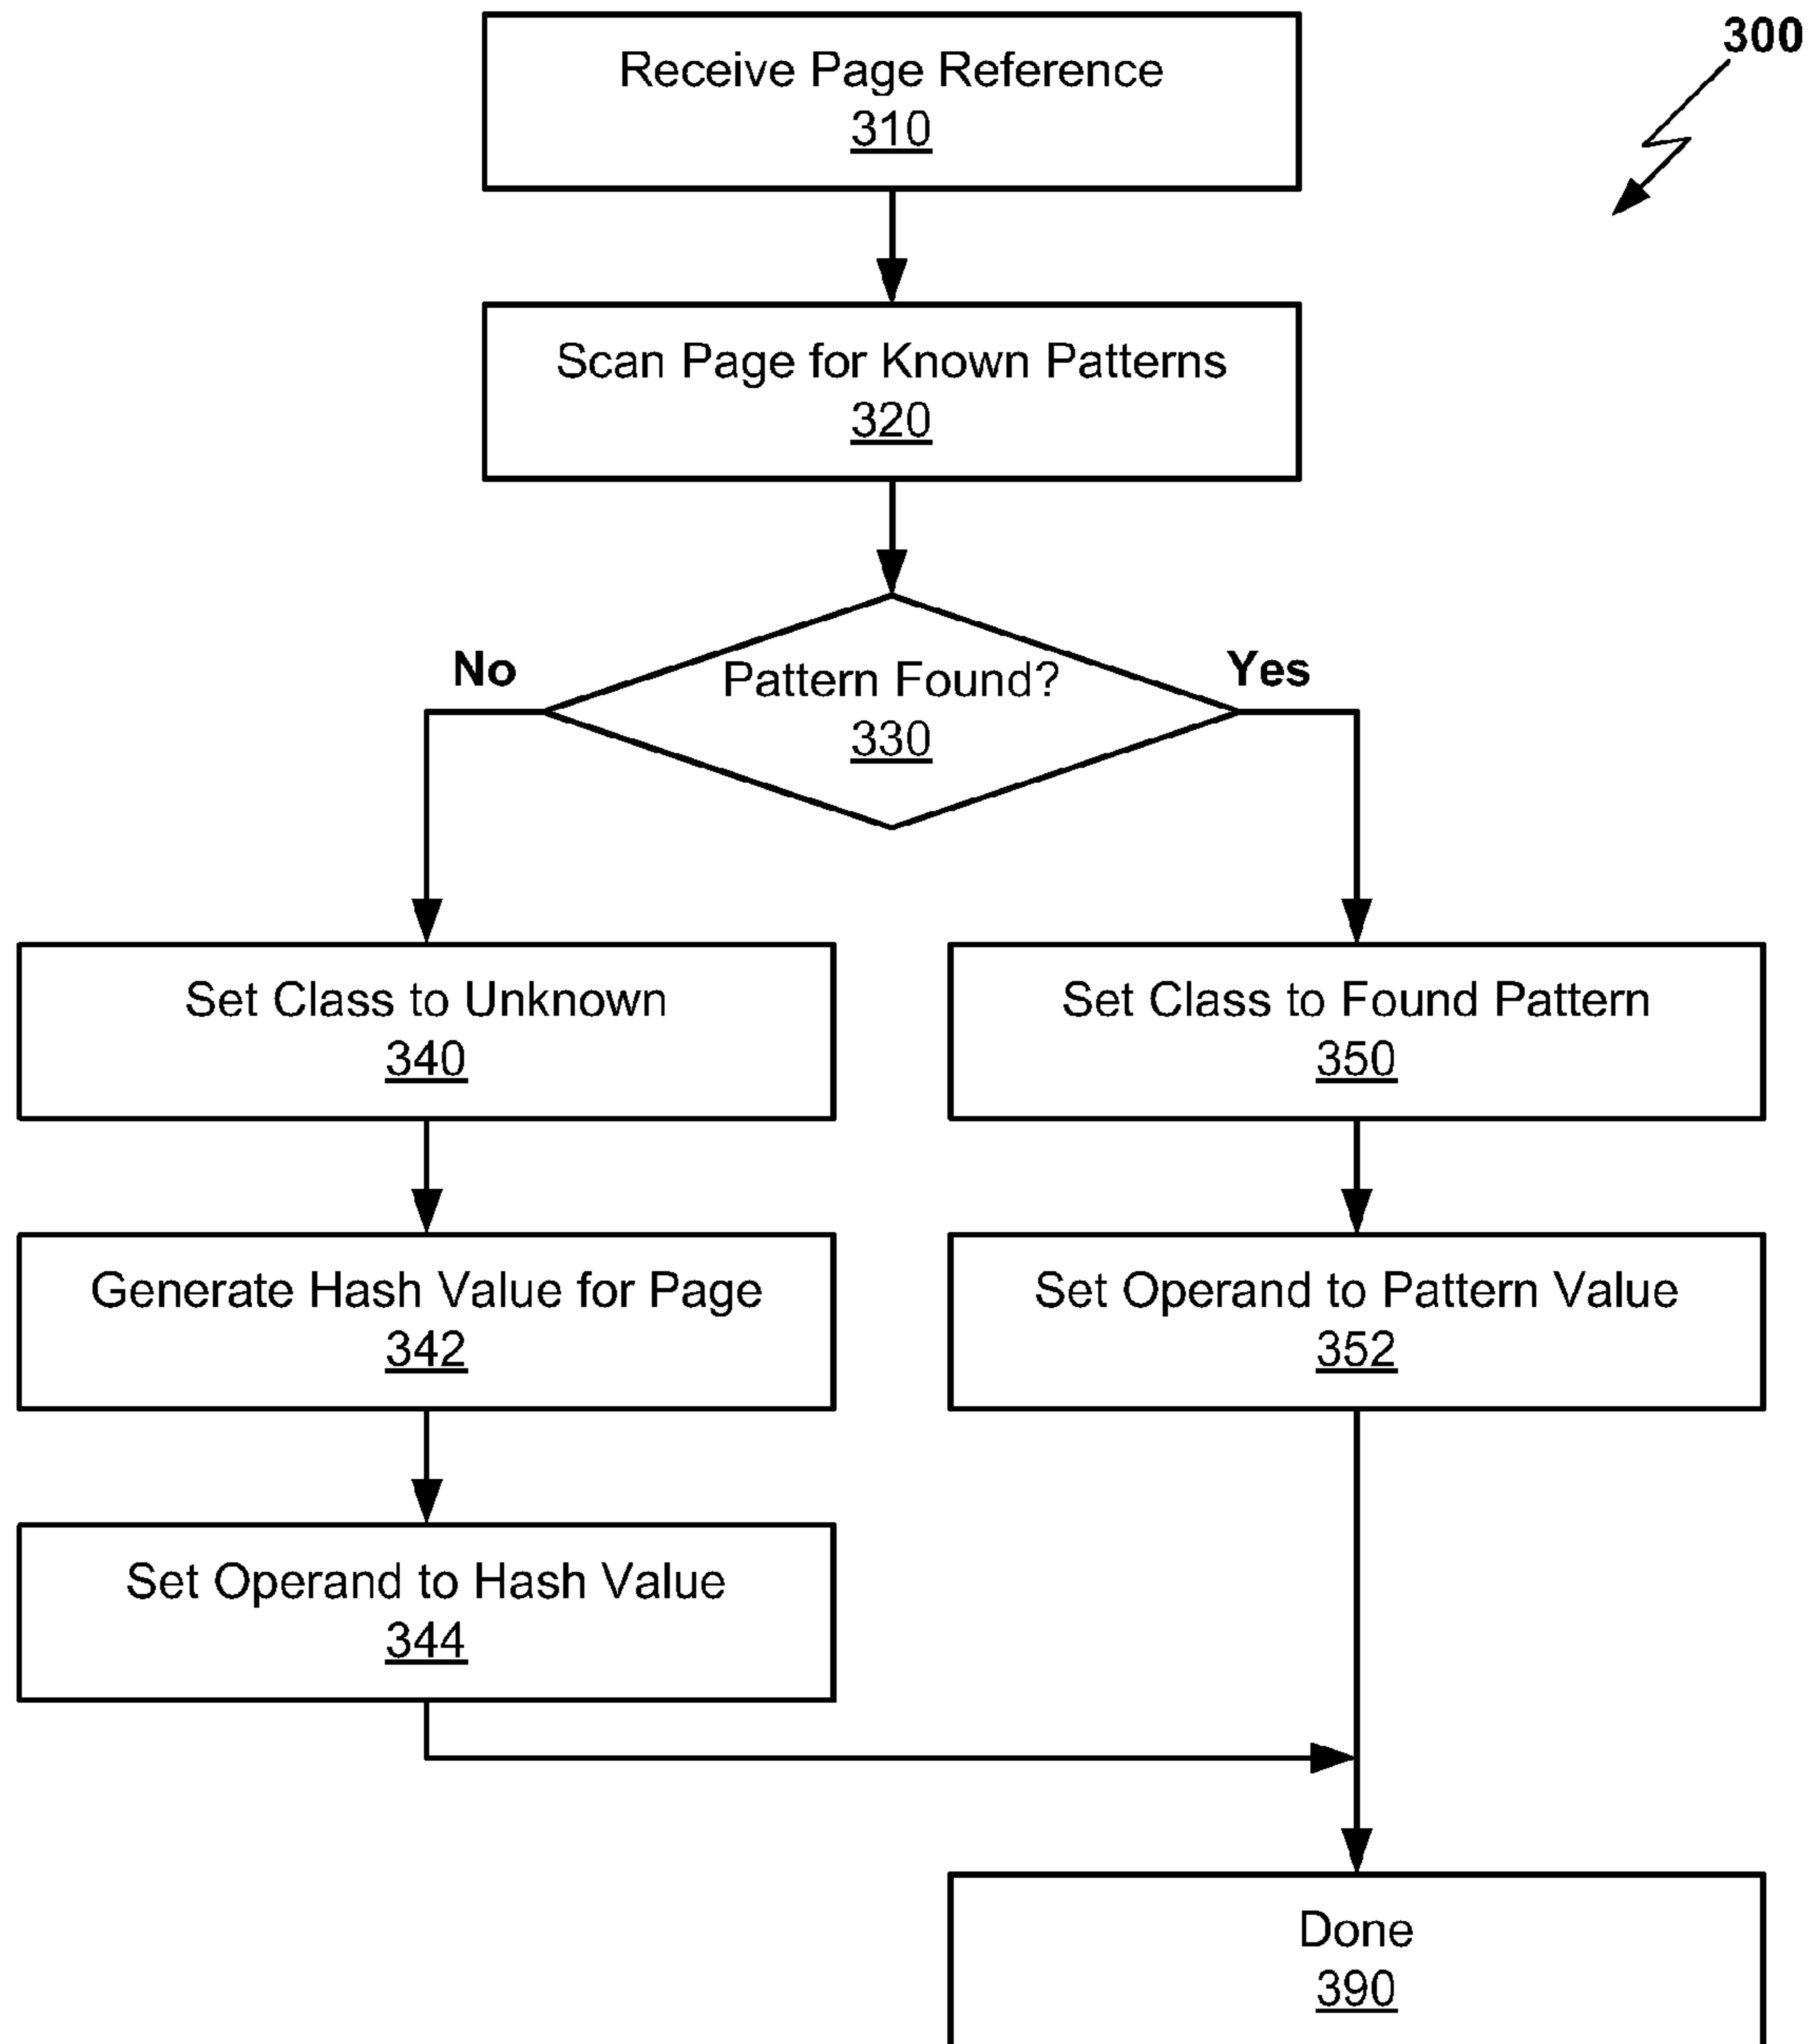 300
Receive Page Reference
310
Scan Page for Known Patterns
320
Pattern Found?
330
No
Yes
Set Class to Unknown
340
Set Class to Found Pattern
350
Generate Hash Value for Page
342
Set Operand to Pattern Value
352
Set Operand to Hash Value
344
Done
390